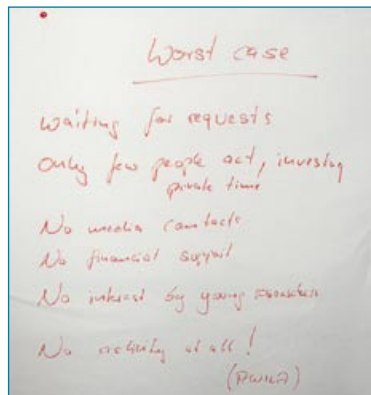 Worst case
waiting for requests
only few people act, investing
private time
No media contacts
No financial support
No interest by young
No activity at all!